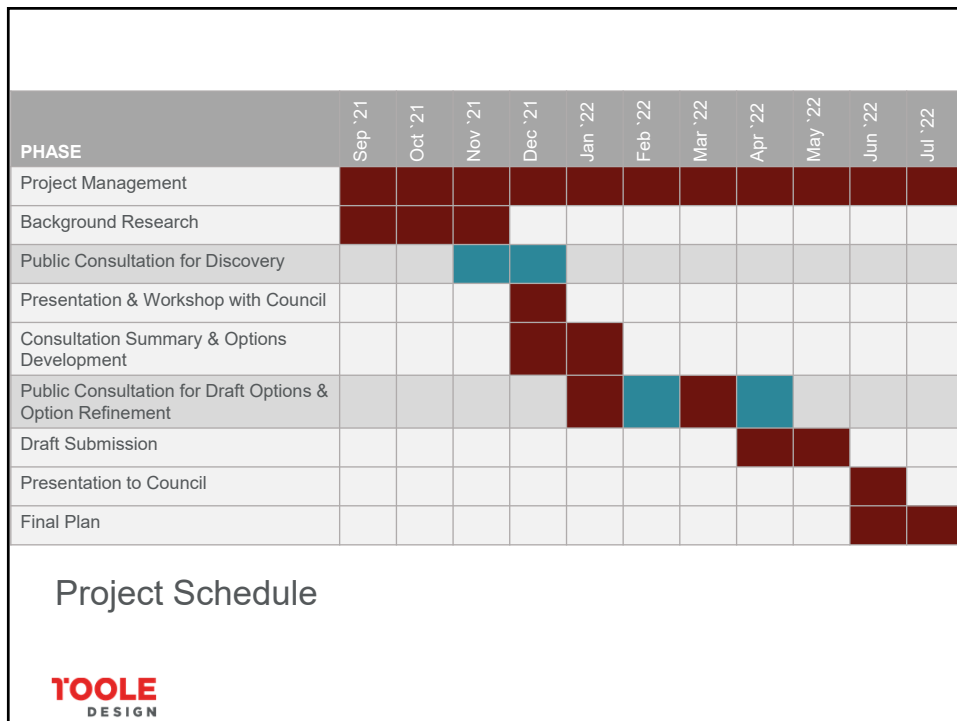 PHASE
Sep `21
Oct `21
Nov `21
Dec `21
Jan `22
Feb `22
Mar `22
Apr `22
May `22
Jun `22
Jul `22
Project Management
Background Research
Public Consultation for Discovery
Presentation & Workshop with Council
Consultation Summary & Options
Development
Public Consultation for Draft Options &
Option Refinement
Draft Submission
Presentation to Council
Final Plan
Project Schedule
TOOLE
DESIGN